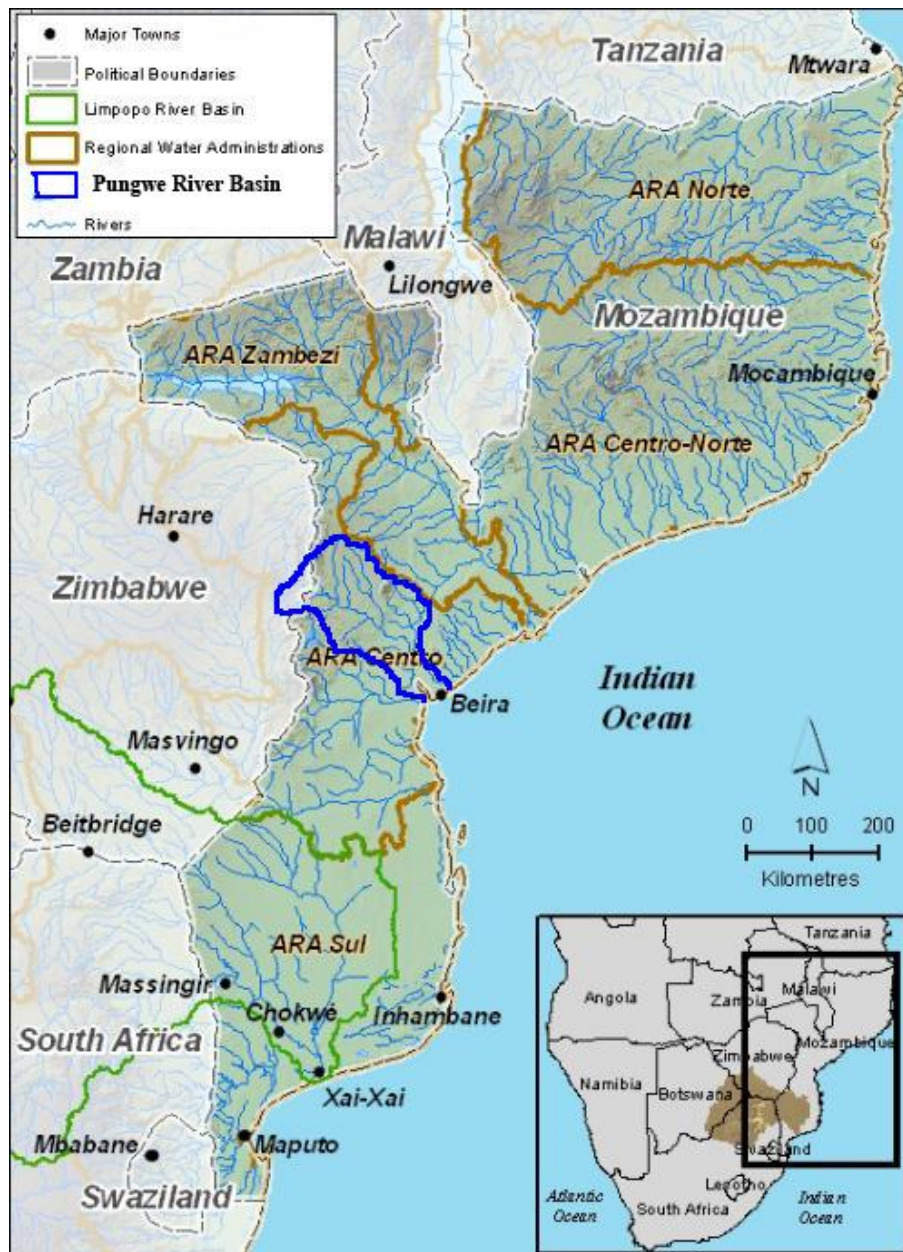 Major Towns
Political Boundaries
Limpopo River Basin
Regional Water Administrations
Pungwe River Basin
Rivers
Tanzania
Mtwara
ARA Norte
Malawi
Zambia
Lilongwe
Mozambique
ARA Zambezi
Mocambique
ARA Centro-Norte
Harare
Zimbabwe
ARA Centro
Indian
Ocean
Beira
Masvingo
N
Beitbridge
0 100 200
Kilometres
ARA Sul
Massingir
Chokwe
Inhambane
South Africa
Xai-Xai
Maputo
Mbabane
Swaziland
Tanzania
Angola
Zambia
Malawi
Mozambique
Zimbabwe
Namibia
Botswana
Swaziland
Lesotho
South Africa
Atlantic
Ocean
Indian
Ocean